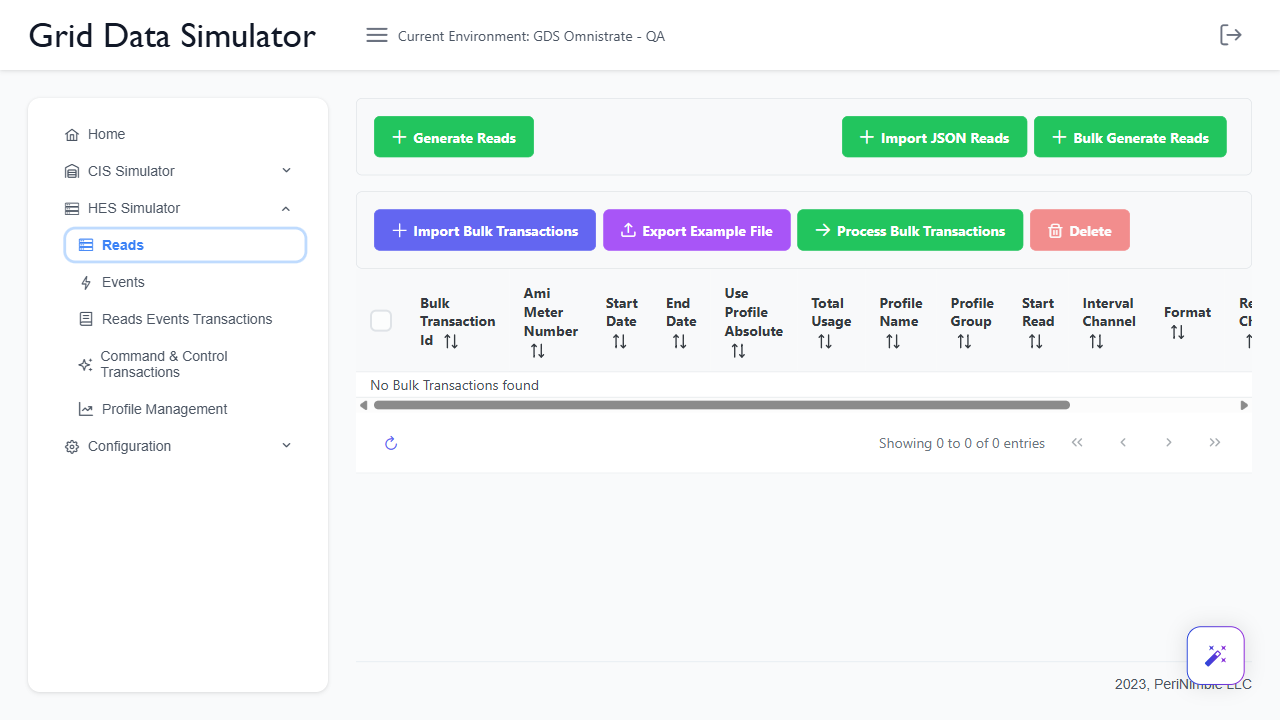 Grid Data Simulator
Current Environment: GDS Omnistrate - QA
Home
CIS Simulator
HES Simulator
Reads
Events
Reads Events Transactions
Command & Control
Transactions
Profile Management
Configuration
Generate Reads
Import JSON Reads
Bulk Generate Reads
Import Bulk Transactions
Export Example File
Process Bulk Transactions
Delete
Bulk
Transaction
Id
Ami
Meter
Number
Start
Date
End
Date
Use
Profile
Absolute
Total
Usage
Profile
Name
Profile
Group
Start
Read
Interval
Channel
Format
No Bulk Transactions found
Showing 0 to 0 of 0 entries
2023, PeriNimble LLC